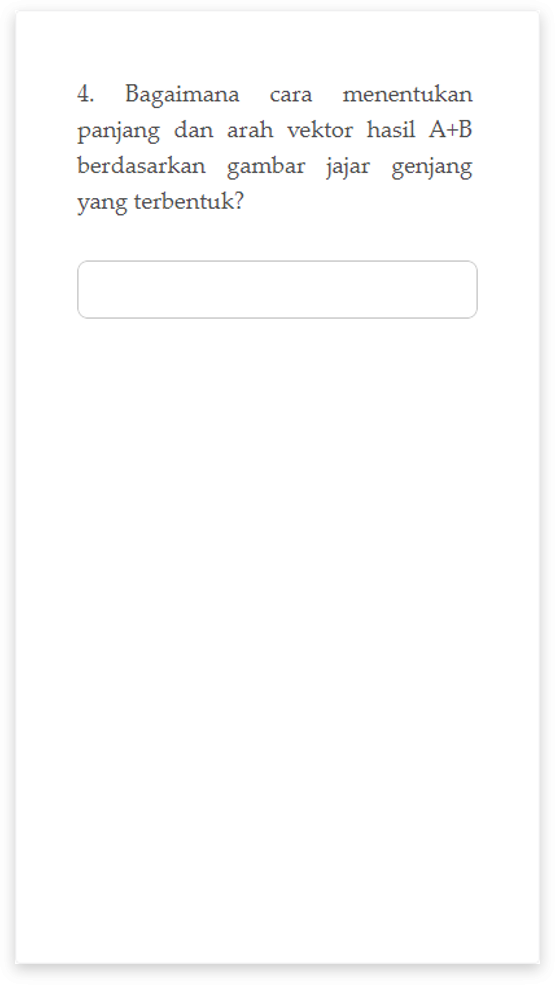 4. Bagaimana cara menentukan
panjang dan arah vektor hasil A+B
berdasarkan gambar jajar genjang
yang terbentuk?